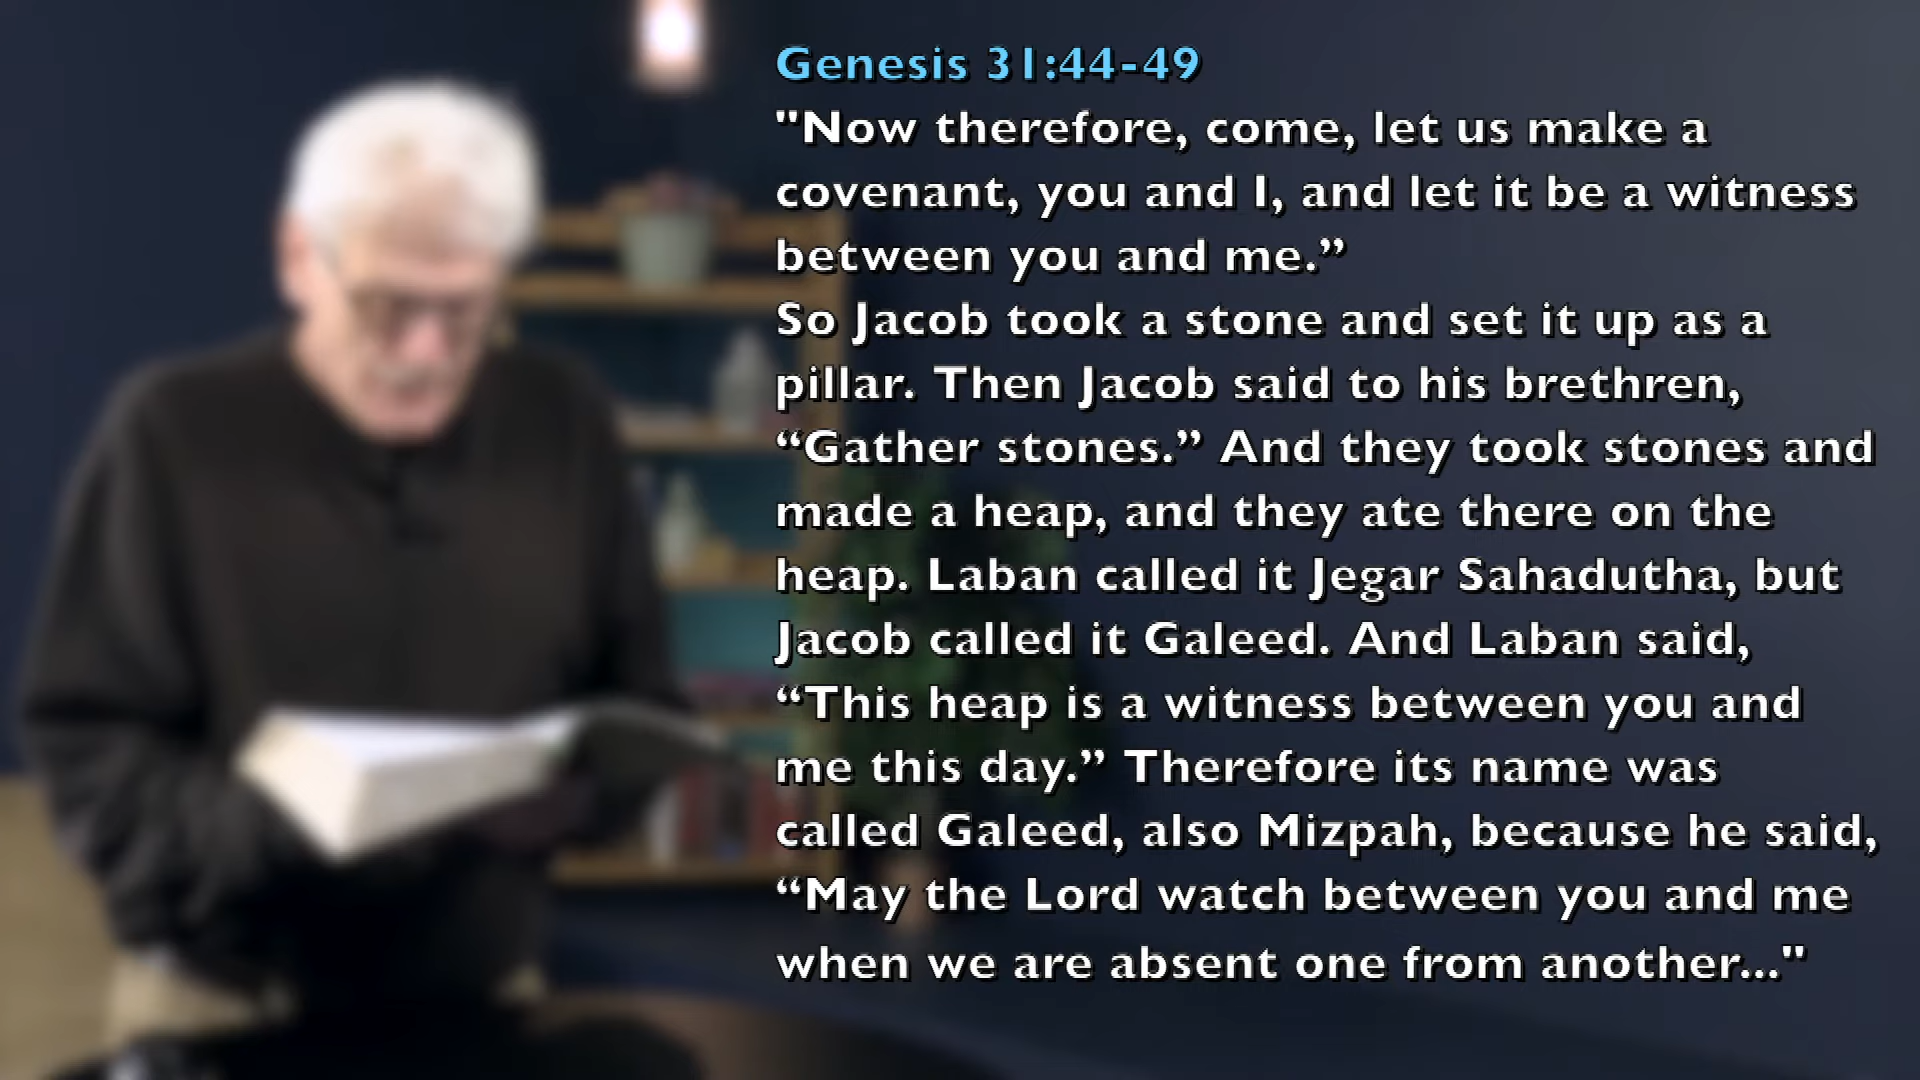 Genesis 31:44-49
"Now therefore, come, let us make a
covenant, you and I, and let it be a witness
between you and me.”
So Jacob took a stone and set it up as a
pillar. Then Jacob said to his brethren,
“Gather stones.” And they took stones and
made a heap, and they ate there on the
heap. Laban called it Jegar Sahadutha, but
Jacob called it Galeed. And Laban said,
“This heap is a witness between you and
me this day.” Therefore its name was
called Galeed, also Mizpah, because he said,
“May the Lord watch between you and me
when we are absent one from another..."